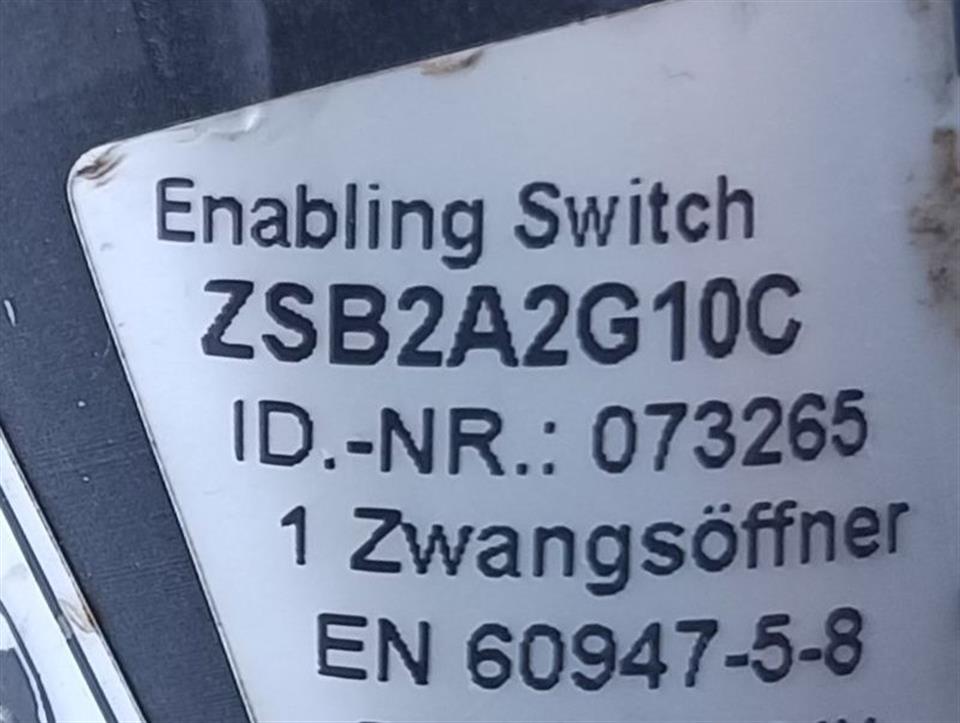 Enabling Switch
ZSB2A2G10C
ID.-NR.: 073265
1 Zwangsöffner
EN 60947-5-8